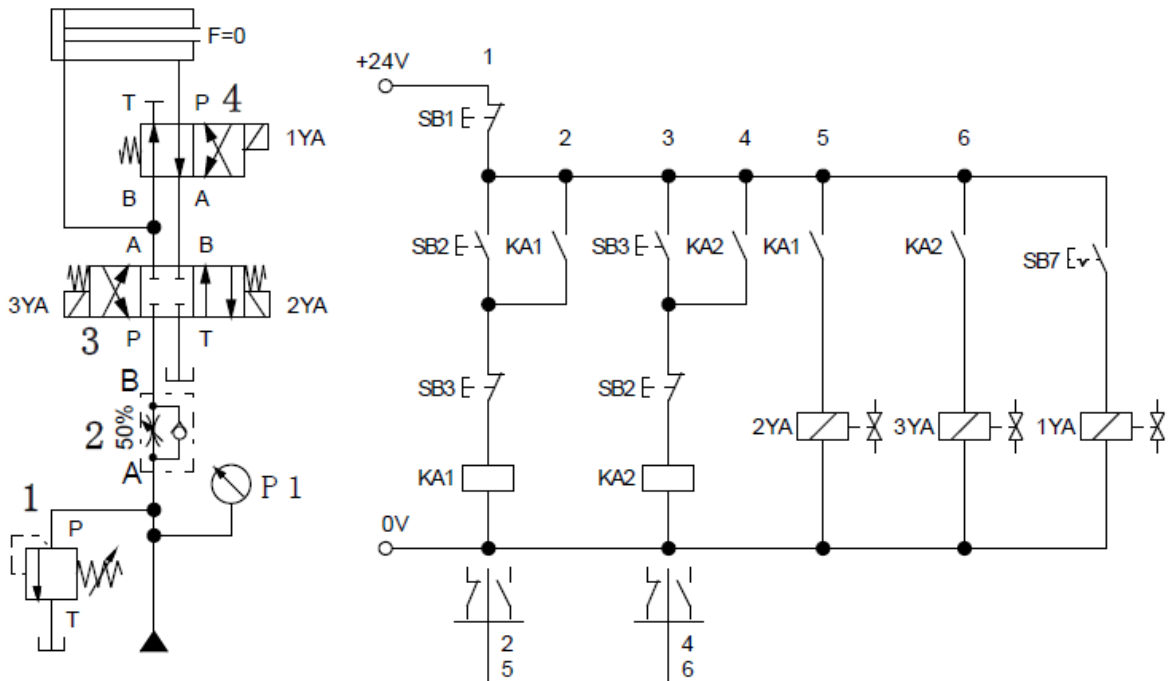 F=0
T P 4
1YA
B A
A B
3YA 2YA
3 P T
B
2 50%
A
P1
1 P
T
1
+24V
SB1
2 3 4 5 6
SB2 KA1 SB3 KA2 KA1 KA2 SB7
SB3 SB2
2YA 3YA 1YA
KA1 KA2
0V
2 4
5 6